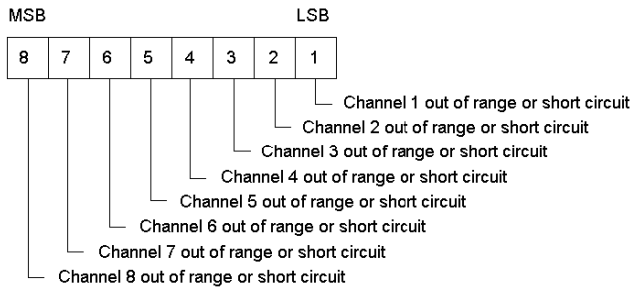 MSB LSB
8 7 6 5 4 3 2 1
Channel 1 out of range or short circuit
Channel 2 out of range or short circuit
Channel 3 out of range or short circuit
Channel 4 out of range or short circuit
Channel 5 out of range or short circuit
Channel 6 out of range or short circuit
Channel 7 out of range or short circuit
Channel 8 out of range or short circuit